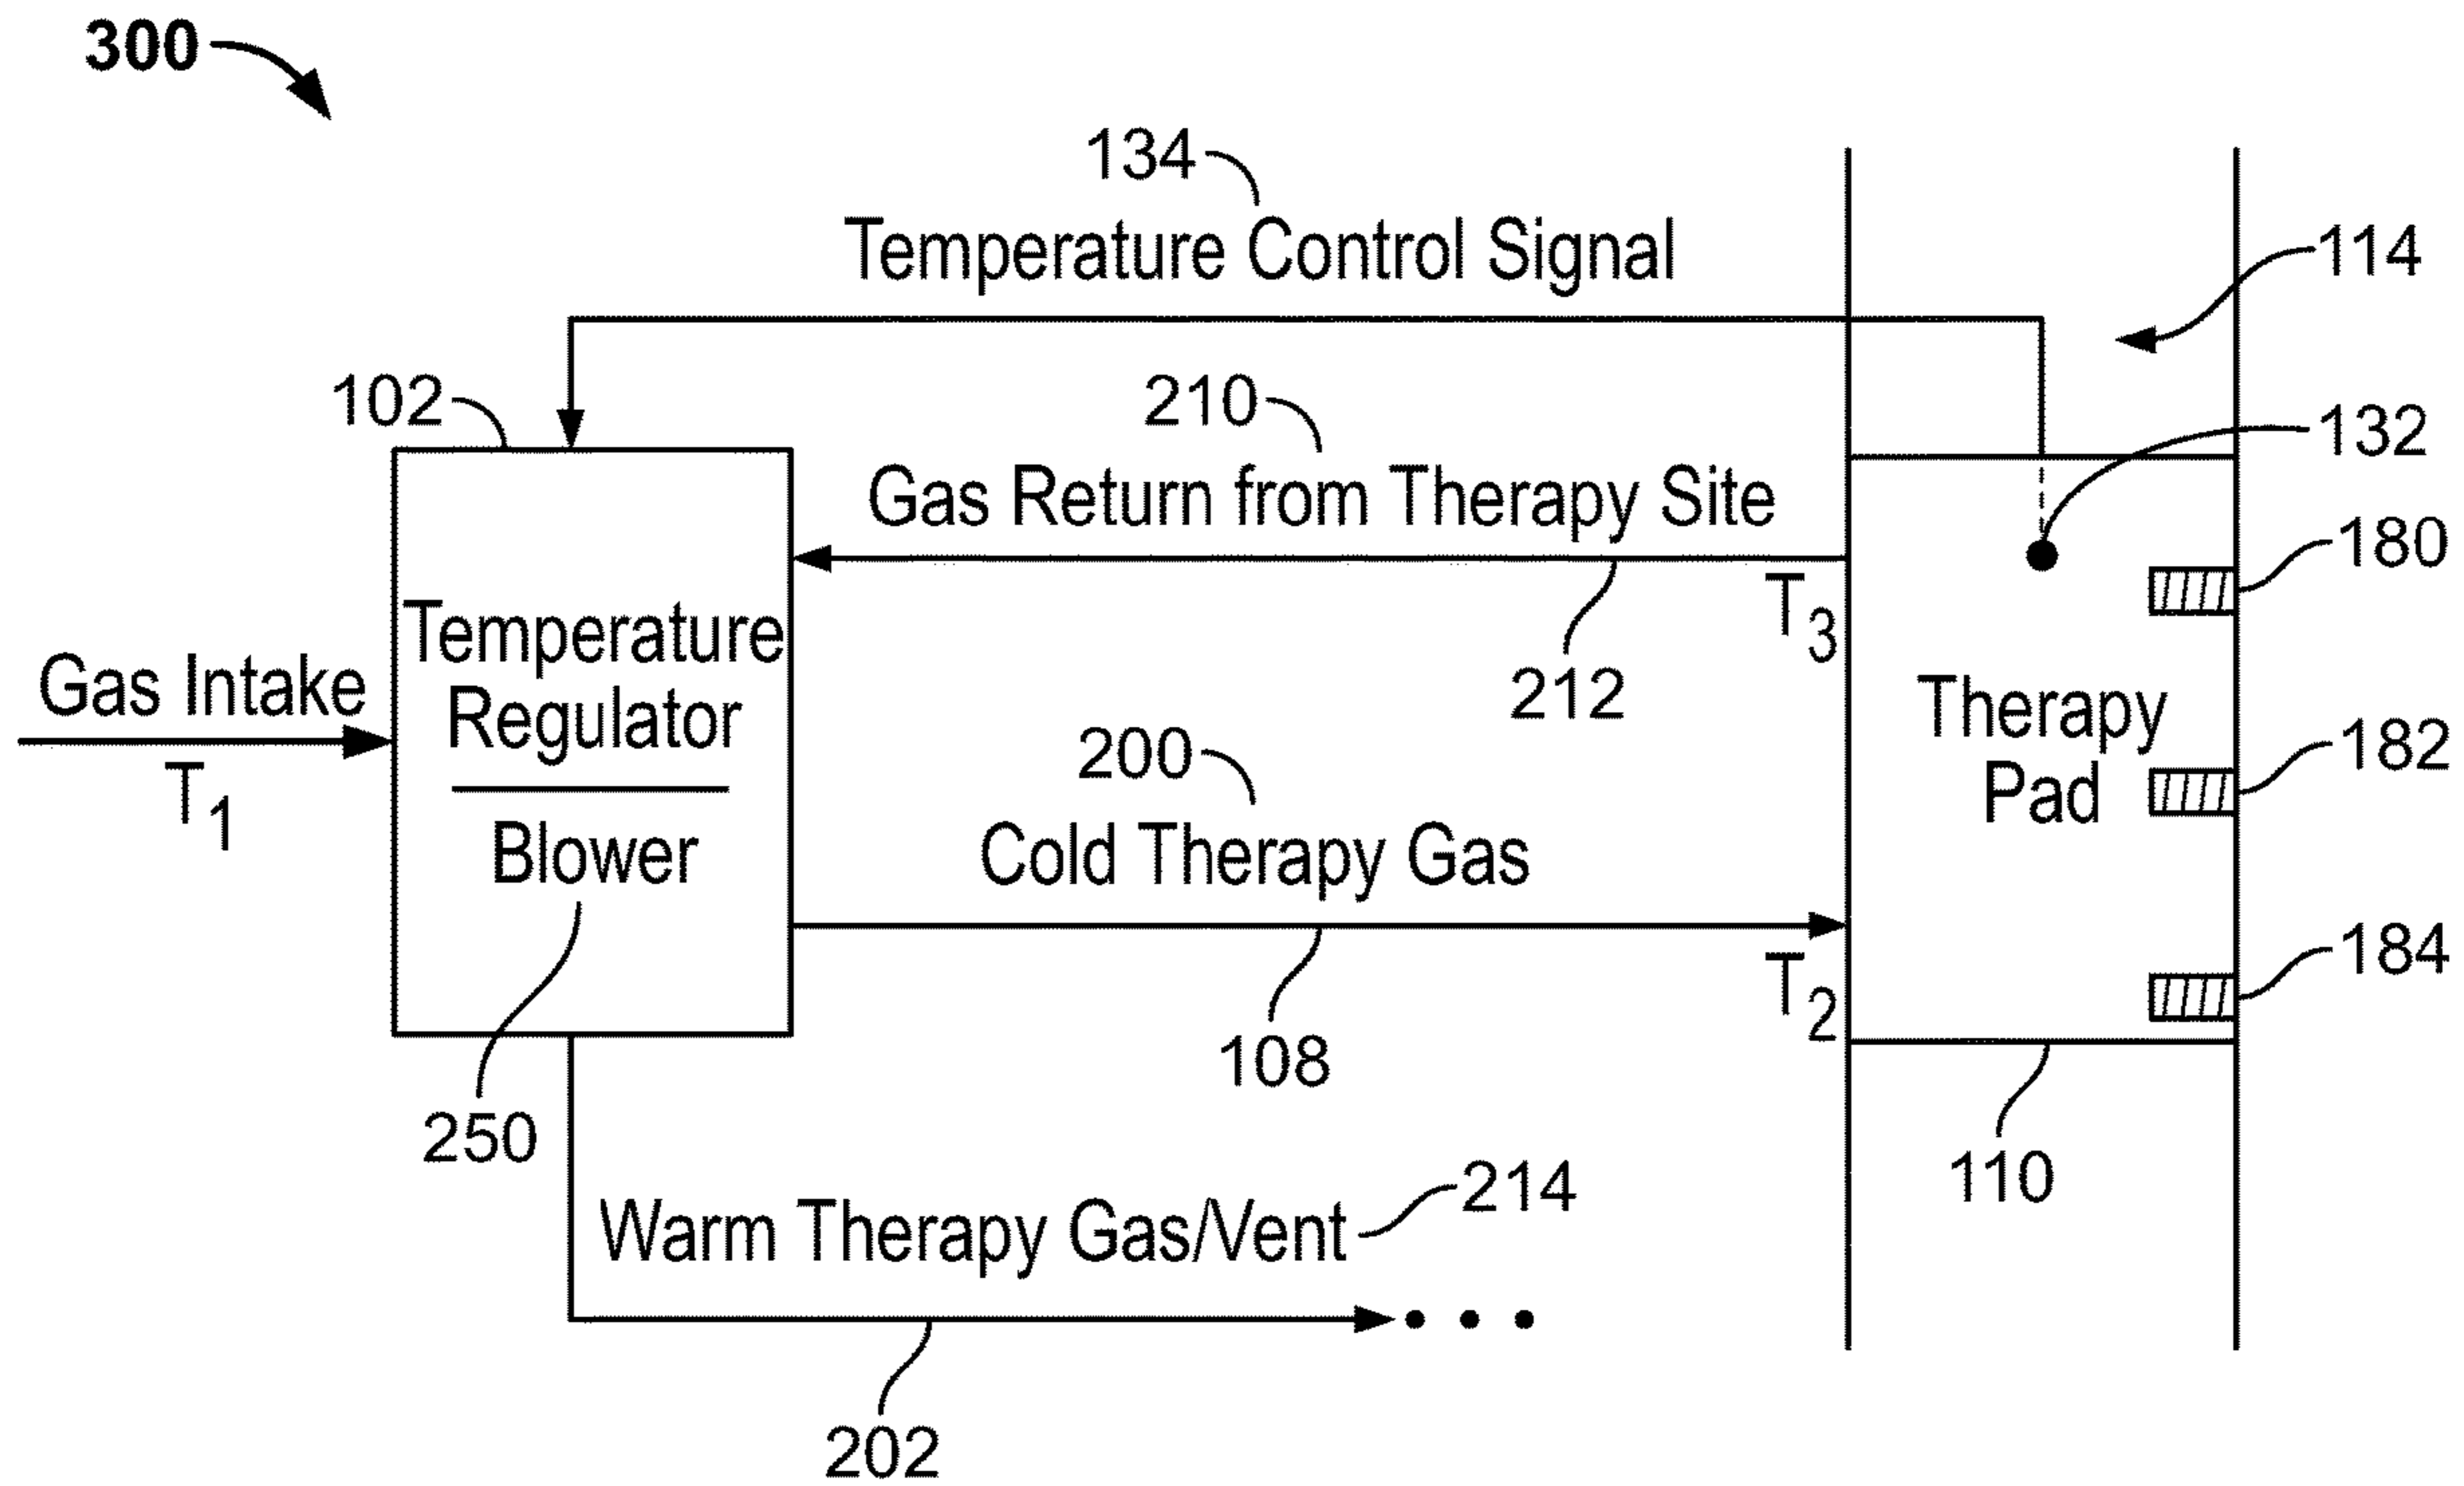 300
134
Temperature Control Signal
114
102
210
132
Gas Return from Therapy Site
180
T3
212
Gas Intake
T1
Temperature
Regulator
Blower
Therapy
Pad
182
200
Cold Therapy Gas
184
T2
108
250
110
214
Warm Therapy Gas/Vent
202